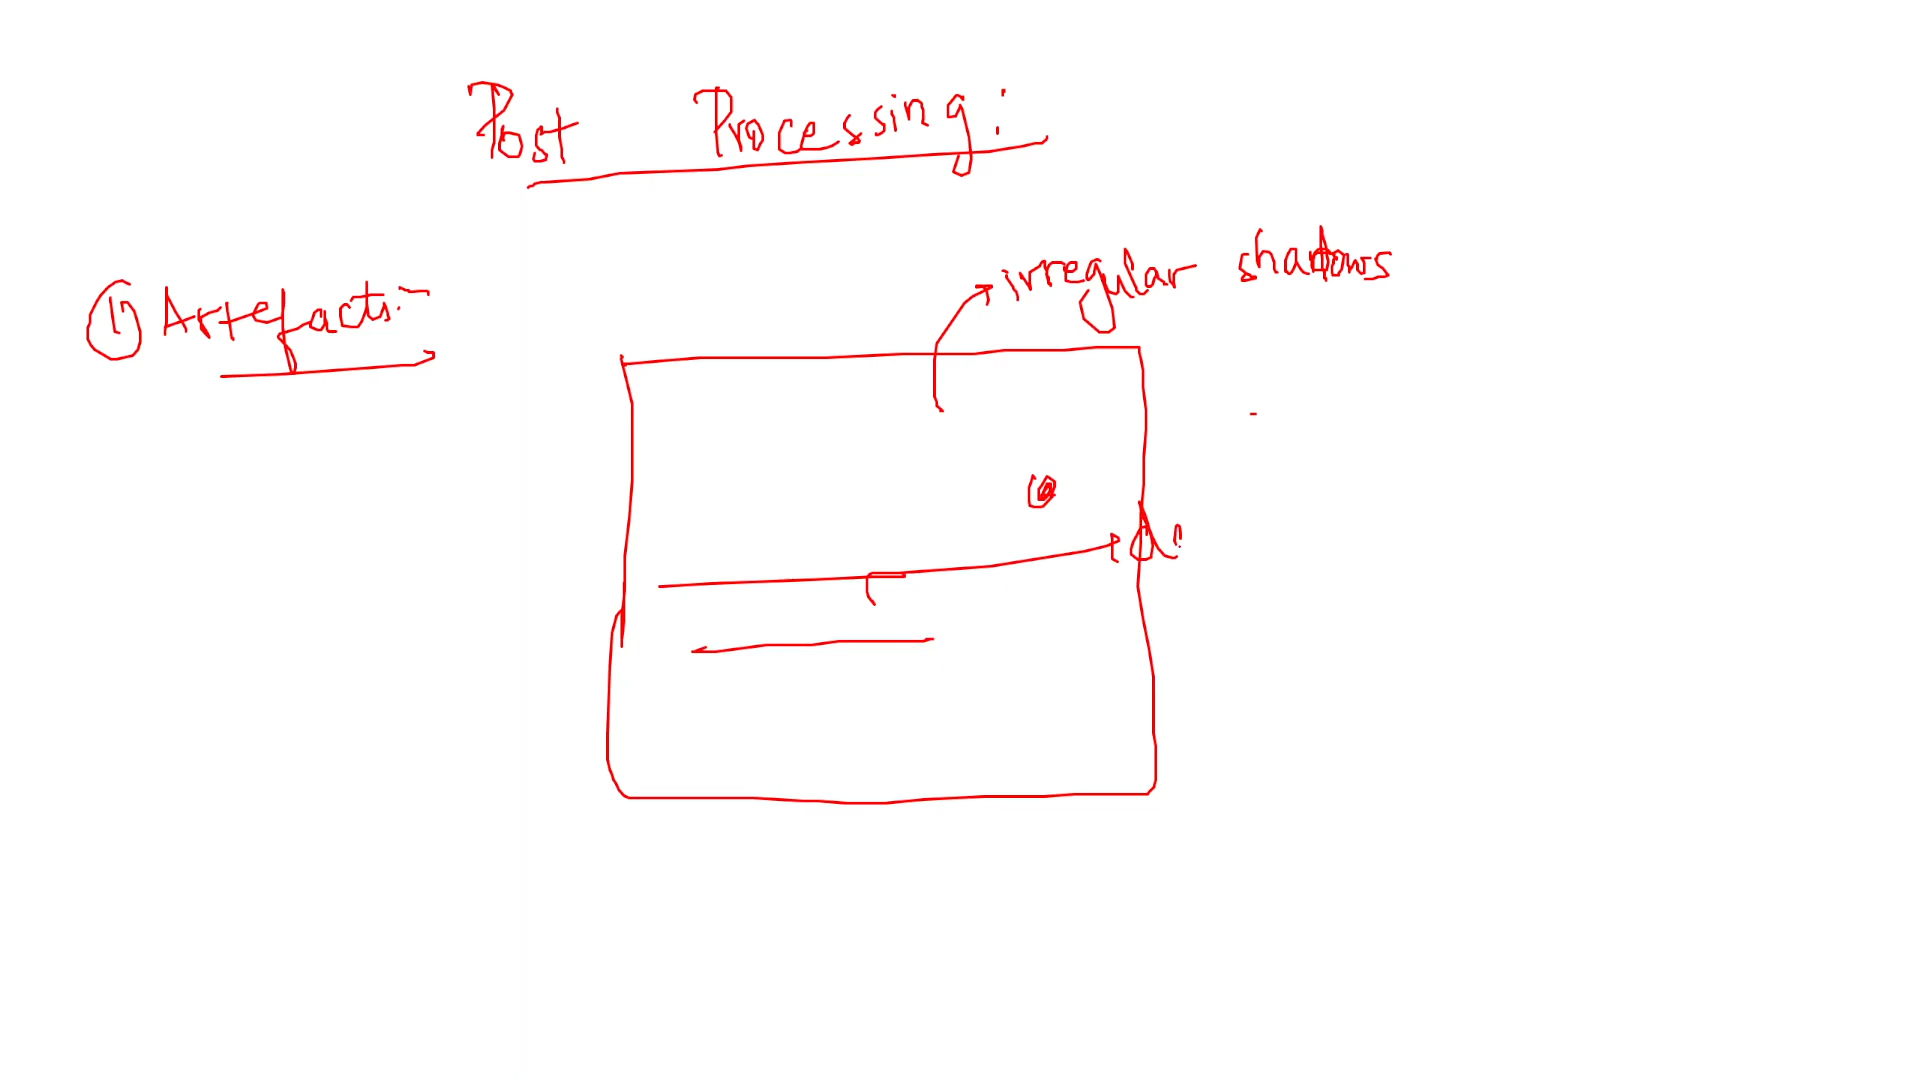 Post Processing:
irregular shadows
① Artefacts:-